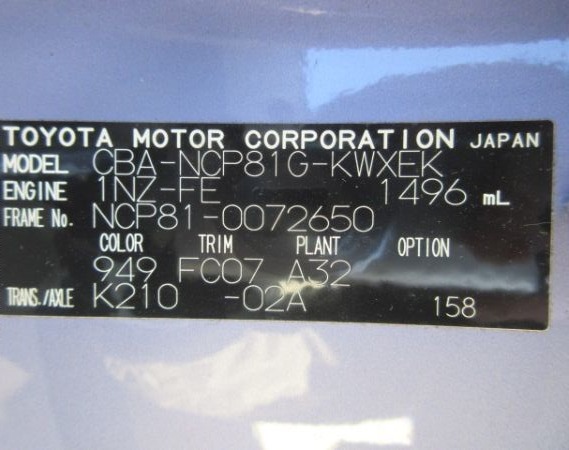 TOYOTA MOTOR CORPORATION JAPAN
MODEL CBA-NCP81G-KWXEK
ENGINE 1NZ-FE 1496 mL
FRAME No. NCP81-0072650
COLOR TRIM PLANT OPTION
949 FC07 A32
TRANS./AXLE K210 -02A 158